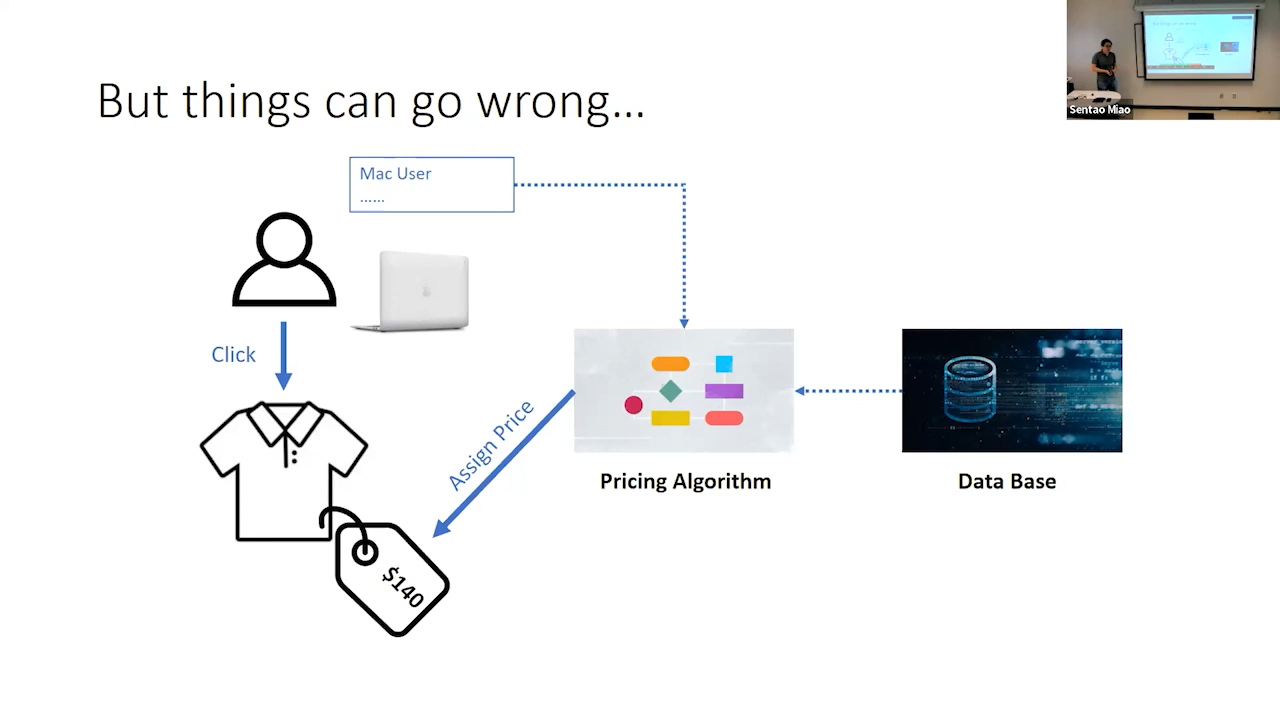 But things can go wrong...
Sentao Miao
Mac User
......
Click
Assign Price
Pricing Algorithm
Data Base
$140